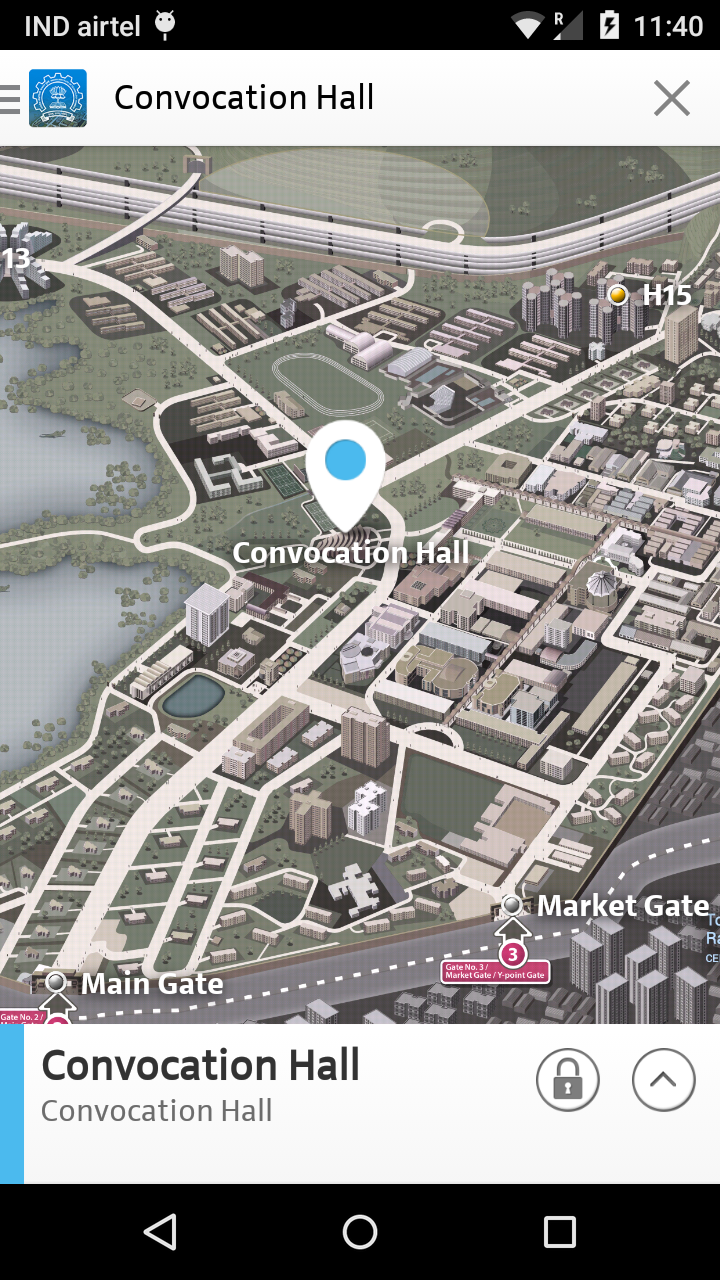 IND airtel
R
11:40
Convocation Hall
13
H15
Convocation Hall
Market Gate
3
Gate No. 3 /
Market Gate / Y-point Gate
Main Gate
Gate No. 2 /
Convocation Hall
Convocation Hall